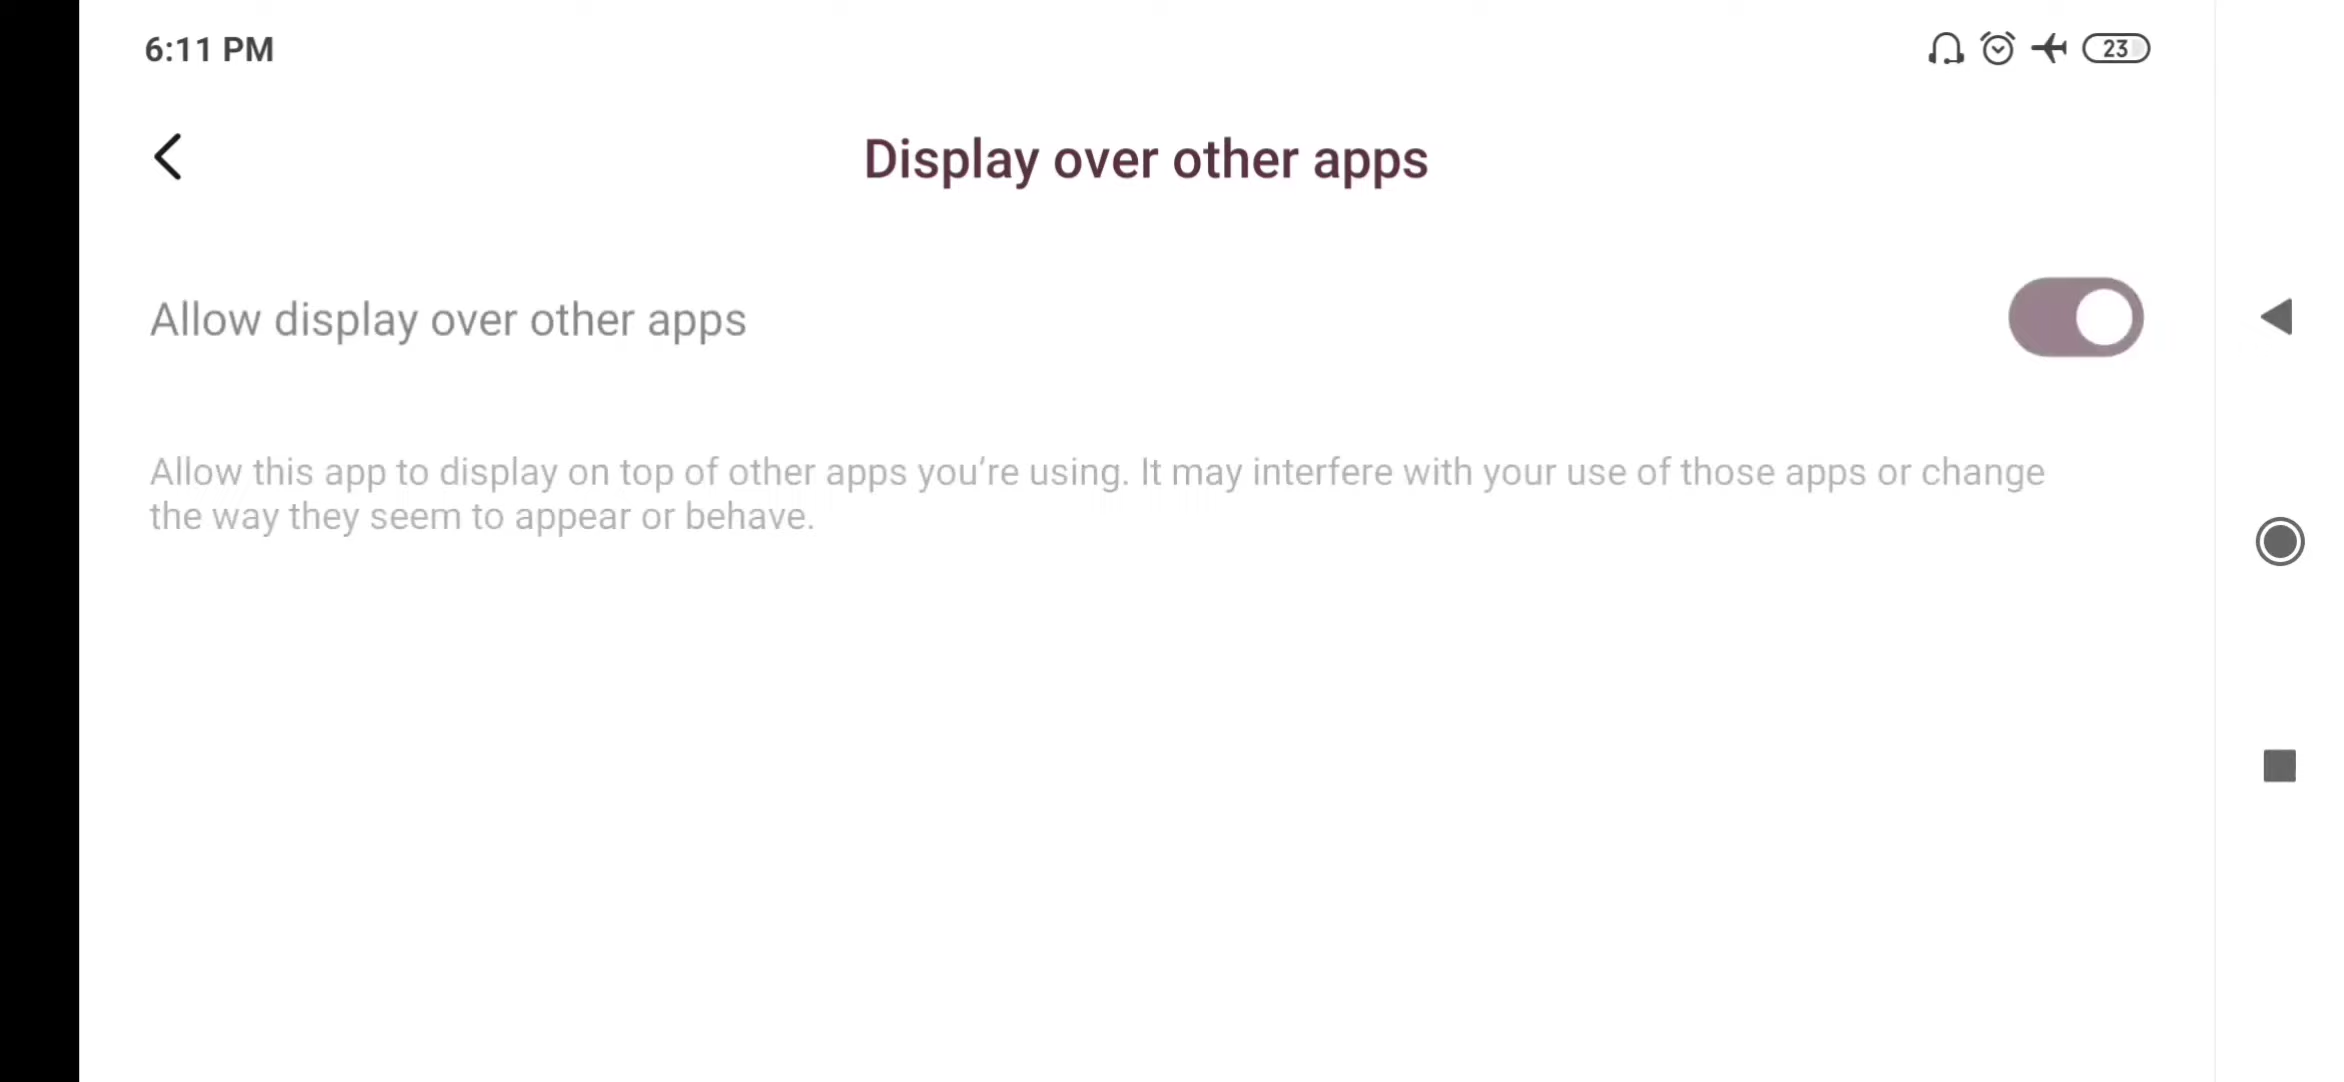 6:11 PM
23
Display over other apps
Allow display over other apps
Allow this app to display on top of other apps you’re using. It may interfere with your use of those apps or change
the way they seem to appear or behave.